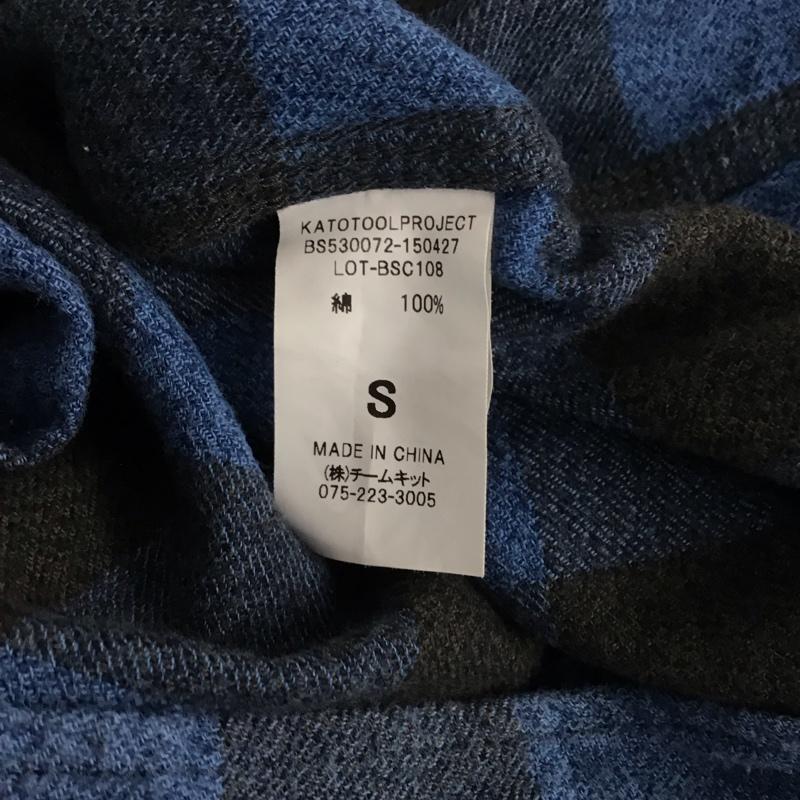 KATOTOOLPROJECT
BS530072-150427
LOT-BSC108
綿 100%
S
MADE IN CHINA
(株)チームキット
075-223-3005